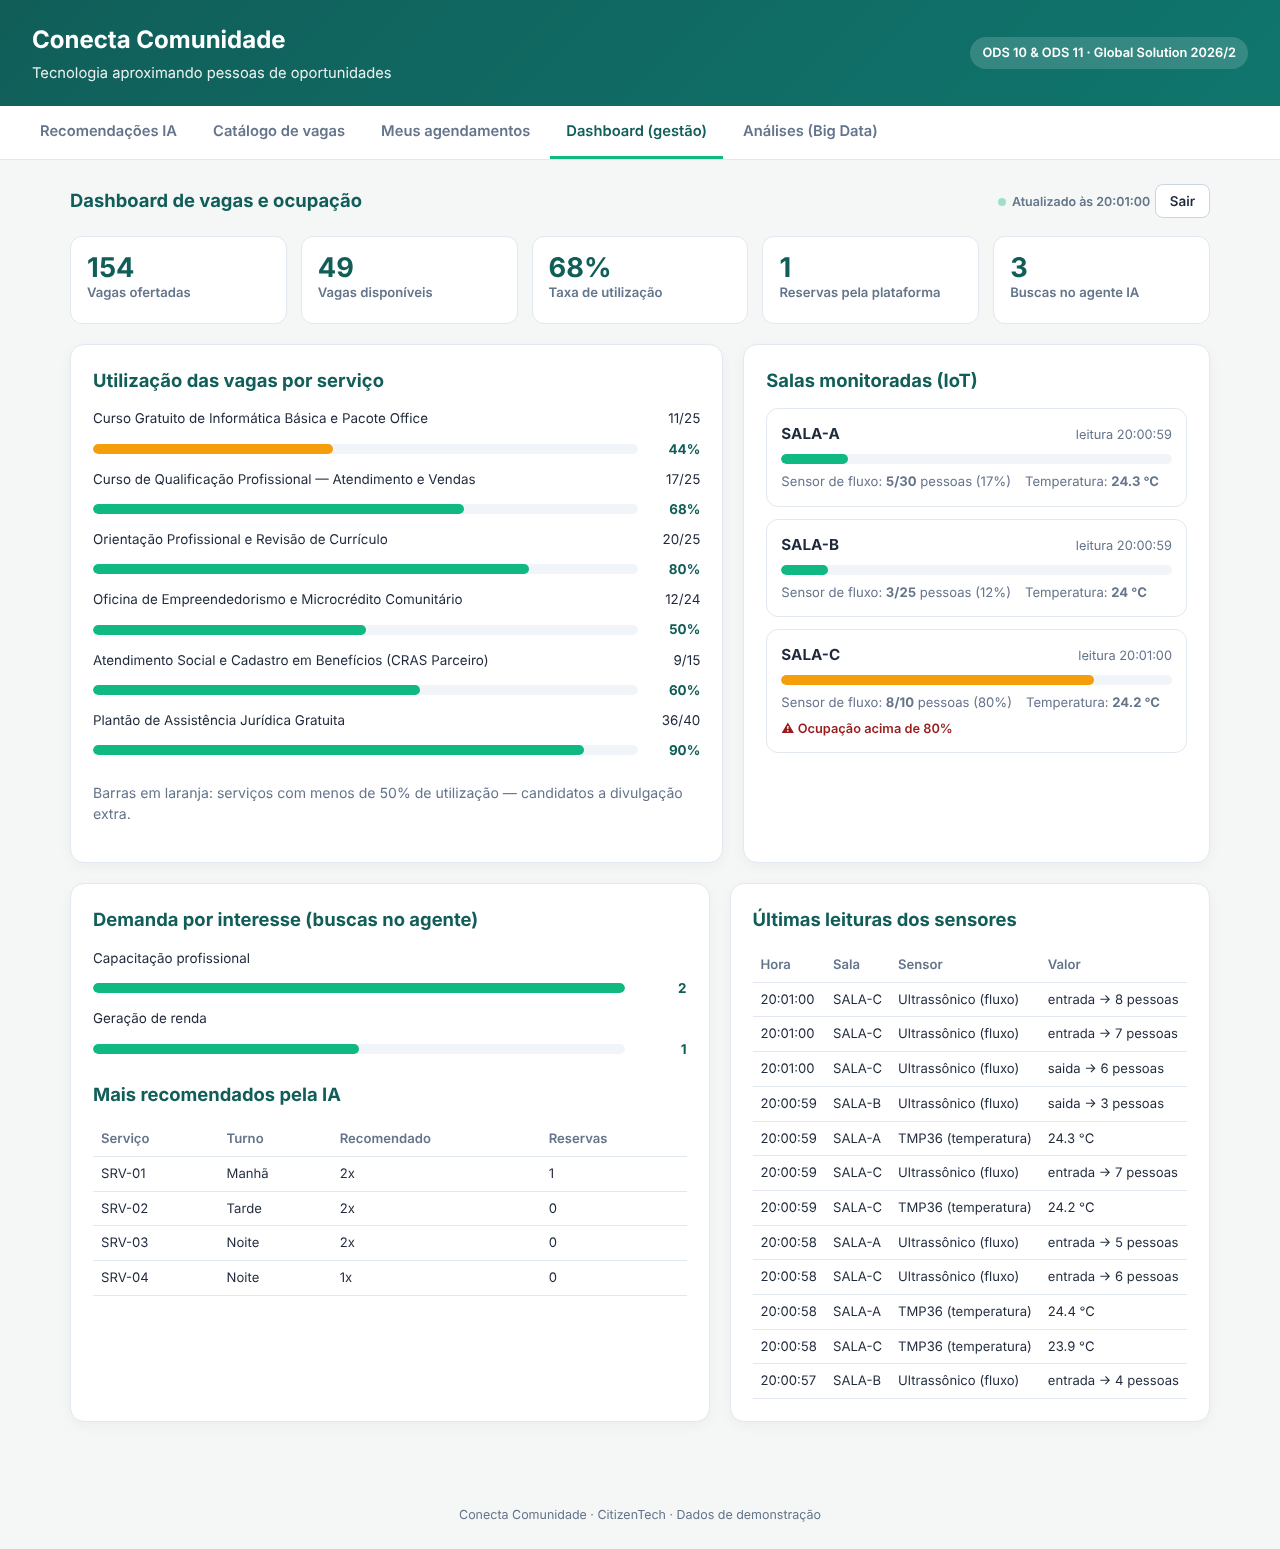 Conecta Comunidade
Tecnologia aproximando pessoas de oportunidades
ODS 10 & ODS 11 · Global Solution 2026/2
Recomendações IA
Catálogo de vagas
Meus agendamentos
Dashboard (gestão)
Análises (Big Data)
Dashboard de vagas e ocupação
Atualizado às 20:01:00
Sair
154
Vagas ofertadas
49
Vagas disponíveis
68%
Taxa de utilização
1
Reservas pela plataforma
3
Buscas no agente IA
Utilização das vagas por serviço
Curso Gratuito de Informática Básica e Pacote Office 11/25
44%
Curso de Qualificação Profissional — Atendimento e Vendas 17/25
68%
Orientação Profissional e Revisão de Currículo 20/25
80%
Oficina de Empreendedorismo e Microcrédito Comunitário 12/24
50%
Atendimento Social e Cadastro em Benefícios (CRAS Parceiro) 9/15
60%
Plantão de Assistência Jurídica Gratuita 36/40
90%
Barras em laranja: serviços com menos de 50% de utilização — candidatos a divulgação
extra.
Salas monitoradas (IoT)
SALA-A leitura 20:00:59
Sensor de fluxo: 5/30 pessoas (17%) Temperatura: 24.3 °C
SALA-B leitura 20:00:59
Sensor de fluxo: 3/25 pessoas (12%) Temperatura: 24 °C
SALA-C leitura 20:01:00
Sensor de fluxo: 8/10 pessoas (80%) Temperatura: 24.2 °C
⚠ Ocupação acima de 80%
Demanda por interesse (buscas no agente)
Capacitação profissional
2
Geração de renda
1
Mais recomendados pela IA
Serviço Turno Recomendado Reservas
SRV-01 Manhã 2x 1
SRV-02 Tarde 2x 0
SRV-03 Noite 2x 0
SRV-04 Noite 1x 0
Últimas leituras dos sensores
Hora Sala Sensor Valor
20:01:00 SALA-C Ultrassônico (fluxo) entrada → 8 pessoas
20:01:00 SALA-C Ultrassônico (fluxo) entrada → 7 pessoas
20:01:00 SALA-C Ultrassônico (fluxo) saida → 6 pessoas
20:00:59 SALA-B Ultrassônico (fluxo) saida → 3 pessoas
20:00:59 SALA-A TMP36 (temperatura) 24.3 °C
20:00:59 SALA-C Ultrassônico (fluxo) entrada → 7 pessoas
20:00:59 SALA-C TMP36 (temperatura) 24.2 °C
20:00:58 SALA-A Ultrassônico (fluxo) entrada → 5 pessoas
20:00:58 SALA-C Ultrassônico (fluxo) entrada → 6 pessoas
20:00:58 SALA-A TMP36 (temperatura) 24.4 °C
20:00:58 SALA-C TMP36 (temperatura) 23.9 °C
20:00:57 SALA-B Ultrassônico (fluxo) entrada → 4 pessoas
Conecta Comunidade · CitizenTech · Dados de demonstração